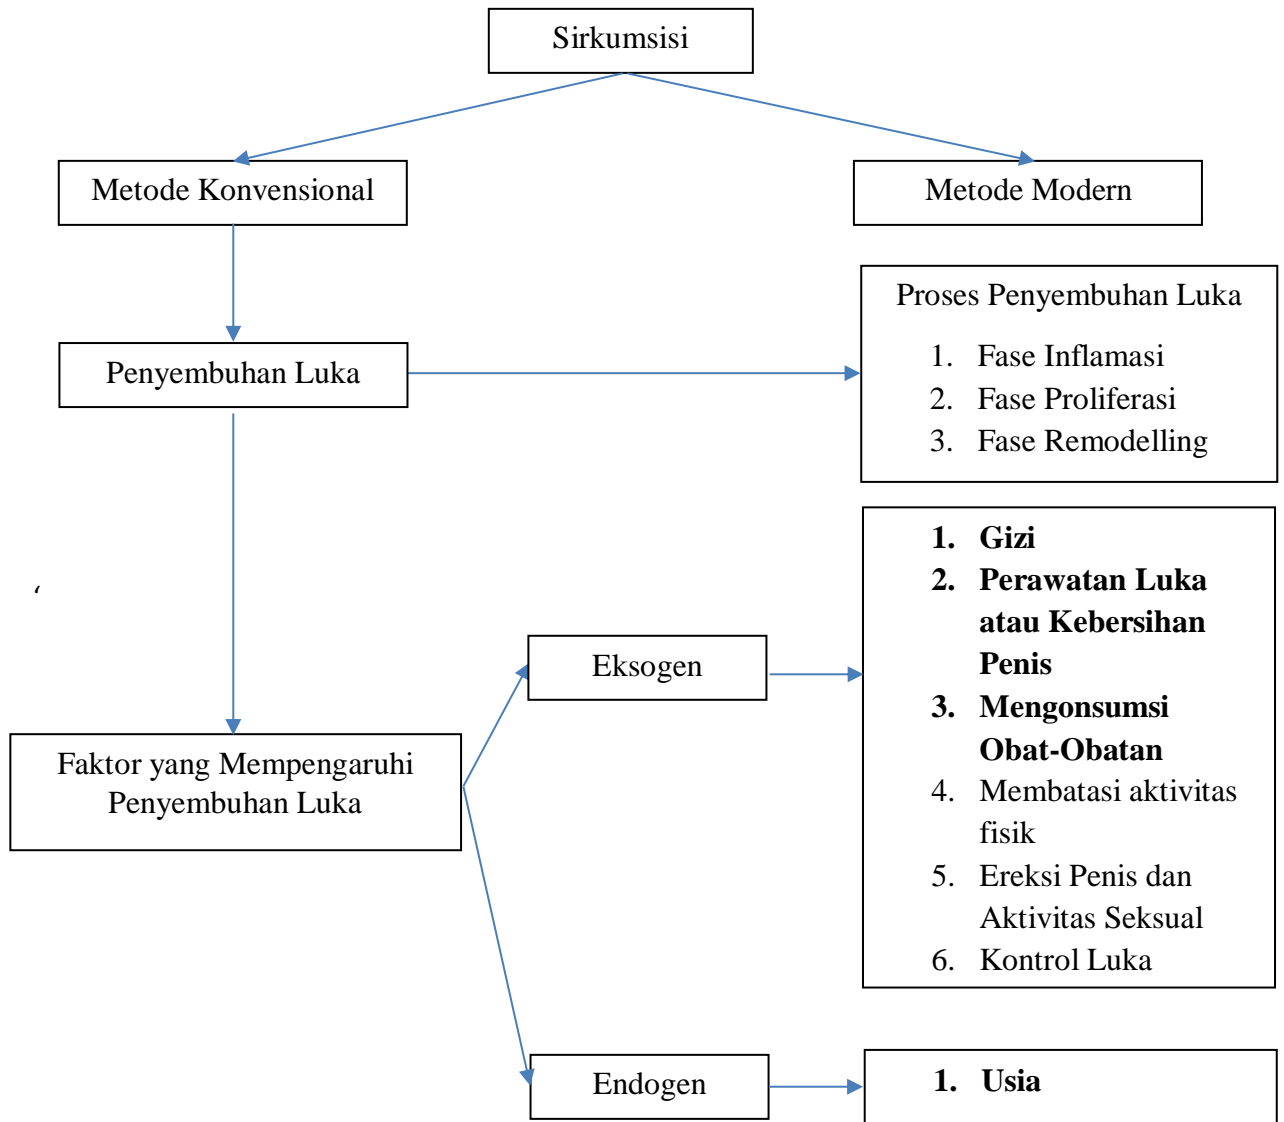 Sirkumsisi
Metode Konvensional
Metode Modern
Proses Penyembuhan Luka
1. Fase Inflamasi
2. Fase Proliferasi
3. Fase Remodelling
Penyembuhan Luka
1. Gizi
2. Perawatan Luka
atau Kebersihan
Penis
3. Mengonsumsi
Obat-Obatan
4. Membatasi aktivitas
fisik
5. Ereksi Penis dan
Aktivitas Seksual
6. Kontrol Luka
‘
Eksogen
Faktor yang Mempengaruhi
Penyembuhan Luka
Endogen
1. Usia